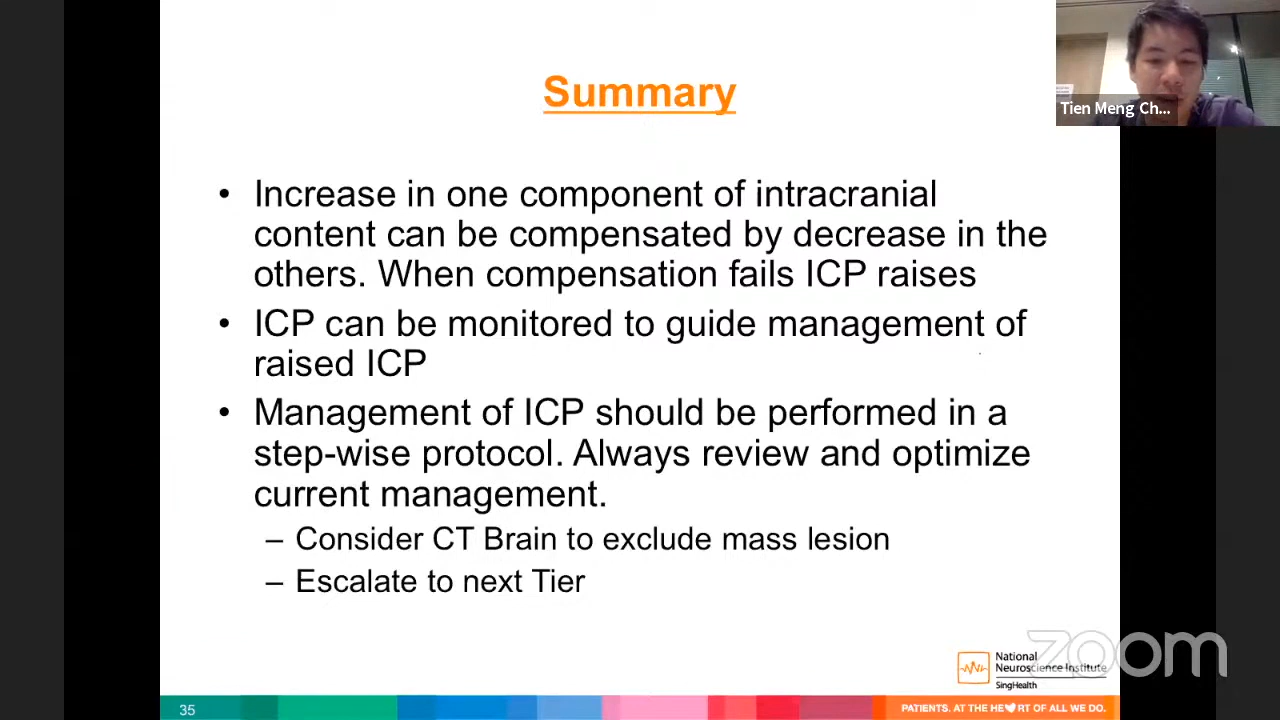 Summary
Tien Meng Ch...
• Increase in one component of intracranial
content can be compensated by decrease in the
others. When compensation fails ICP raises
• ICP can be monitored to guide management of
raised ICP
• Management of ICP should be performed in a
step-wise protocol. Always review and optimize
current management.
– Consider CT Brain to exclude mass lesion
– Escalate to next Tier
zoom
National
Neuroscience Institute
SingHealth
35
PATIENTS. AT THE HE♥RT OF ALL WE DO.